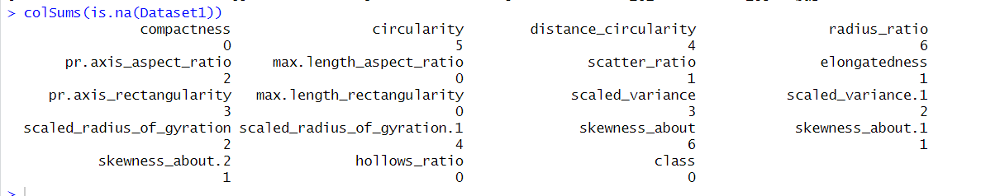 > colSums(is.na(Dataset1))
compactness circularity distance_circularity radius_ratio
0 5 4 6
pr.axis_aspect_ratio max.length_aspect_ratio scatter_ratio elongatedness
2 0 1 1
pr.axis_rectangularity max.length_rectangularity scaled_variance scaled_variance.1
3 0 3 2
scaled_radius_of_gyration scaled_radius_of_gyration.1 skewness_about skewness_about.1
2 4 6 1
skewness_about.2 hollows_ratio class
1 0 0
>